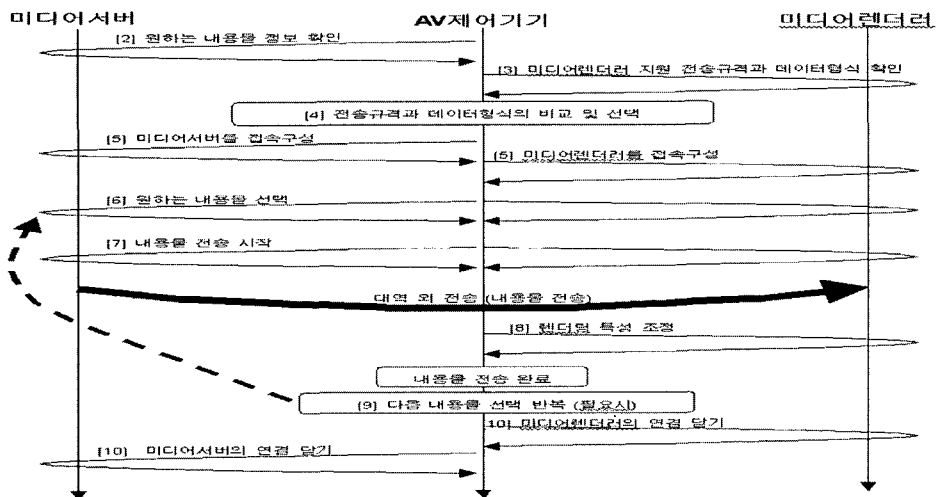 미디어서버 AV제어기기 미디어렌더러
[2] 원하는 내용물 정보 확인
[3] 미디어렌더러 지원 전송규격과 데이터형식 확인
[4] 전송규격과 데이터형식의 비교 및 선택
[5] 미디어서버를 접속구성
[5] 미디어렌더러를 접속구성
[6] 원하는 내용물 선택
[7] 내용물 전송 시작
대역 외 전송 (내용물 전송)
[8] 렌더링 특성 조정
내용물 전송 완료
[9] 다음 내용물 선택 반복 (필요시)
10] 미디어렌더러의 연결 닫기
[10] 미디어서버의 연결 닫기